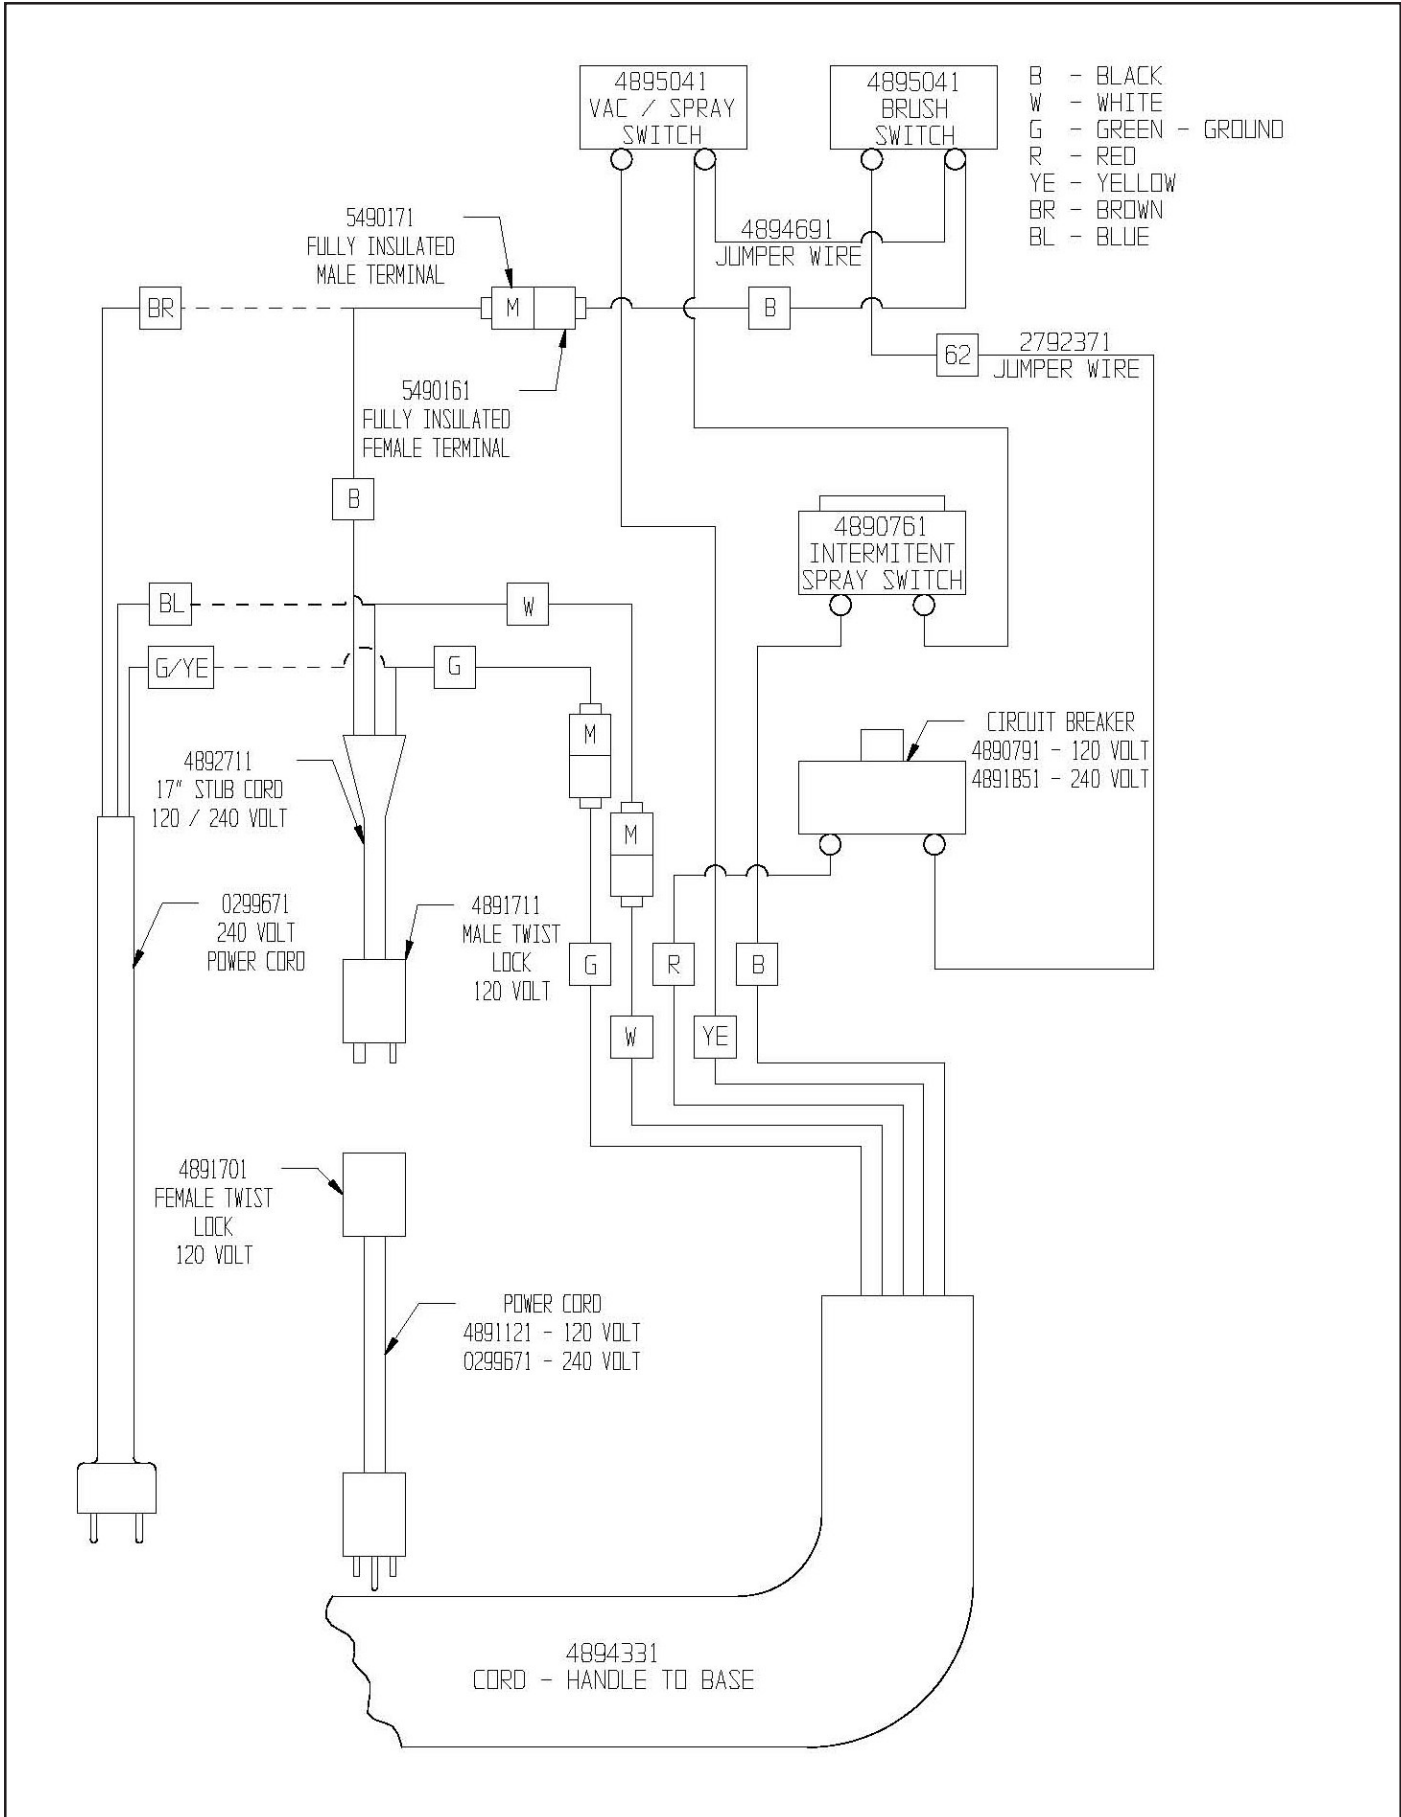 4895041
VAC / SPRAY
SWITCH
4895041
BRUSH
SWITCH
B - BLACK
W - WHITE
G - GREEN - GROUND
R - RED
YE - YELLOW
BR - BROWN
BL - BLUE
5490171
FULLY INSULATED
MALE TERMINAL
4894691
JUMPER WIRE
BR
M
B
62
2792371
JUMPER WIRE
5490161
FULLY INSULATED
FEMALE TERMINAL
B
4890761
INTERMITENT
SPRAY SWITCH
BL
W
G/YE
G
M
CIRCUIT BREAKER
4890791 - 120 VOLT
4891851 - 240 VOLT
4892711
17" STUB CORD
120 / 240 VOLT
M
0299671
240 VOLT
POWER CORD
4891711
MALE TWIST
LOCK
120 VOLT
G
R
B
W
YE
4891701
FEMALE TWIST
LOCK
120 VOLT
POWER CORD
4891121 - 120 VOLT
0299671 - 240 VOLT
4894331
CORD - HANDLE TO BASE